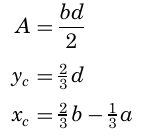 A = bd/2
y_c = 2/3 d
x_c = 2/3 b − 1/3 a